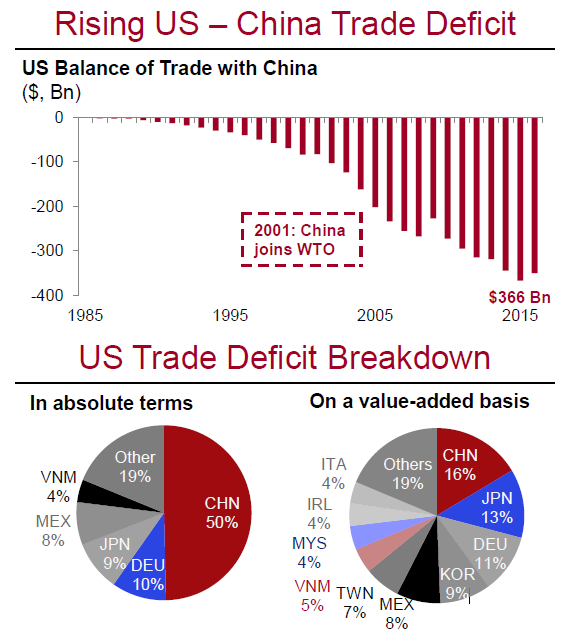 Rising US – China Trade Deficit
US Balance of Trade with China
($, Bn)
0
-100
-200
-300
-400
2001: China
joins WTO
$366 Bn
1985
1995
2005
2015
US Trade Deficit Breakdown
In absolute terms
Other
19%
VNM
4%
MEX
8%
JPN
9%
DEU
10%
CHN
50%
On a value-added basis
Others
19%
CHN
16%
JPN
13%
DEU
11%
KOR
9%
MEX
8%
TWN
7%
VNM
5%
MYS
4%
IRL
4%
ITA
4%